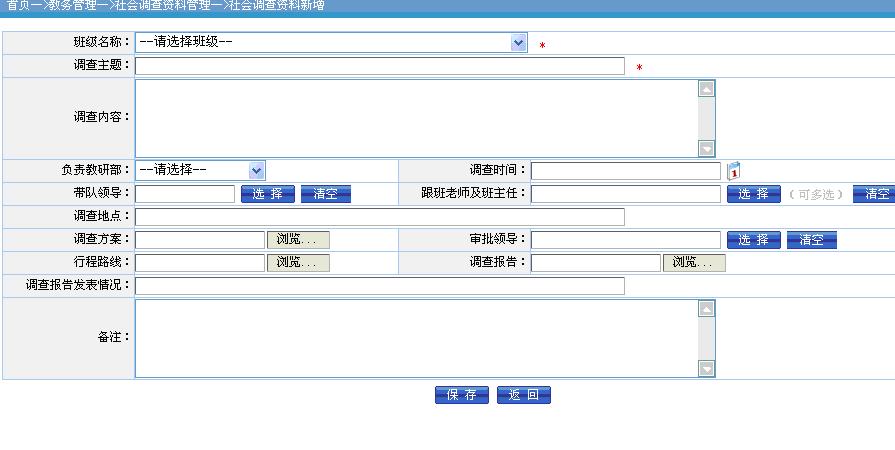 首页—>教务管理—>社会调查资料管理—>社会调查资料新增
班级名称： --请选择班级-- *
调查主题： *
调查内容：
负责教研部： --请选择-- 调查时间： 1
带队领导： 选 择 清空 跟班老师及班主任： 选 择 （可多选） 清空
调查地点：
调查方案： 浏览... 审批领导： 选 择 清空
行程路线： 浏览... 调查报告： 浏览...
调查报告发表情况：
备注：
保 存 返 回